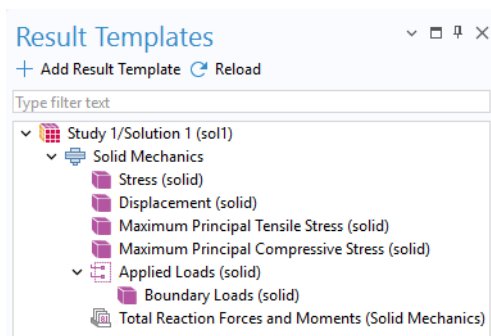 Result Templates
Add Result Template Reload
Type filter text
Study 1/Solution 1 (sol1)
Solid Mechanics
Stress (solid)
Displacement (solid)
Maximum Principal Tensile Stress (solid)
Maximum Principal Compressive Stress (solid)
Applied Loads (solid)
Boundary Loads (solid)
Total Reaction Forces and Moments (Solid Mechanics)